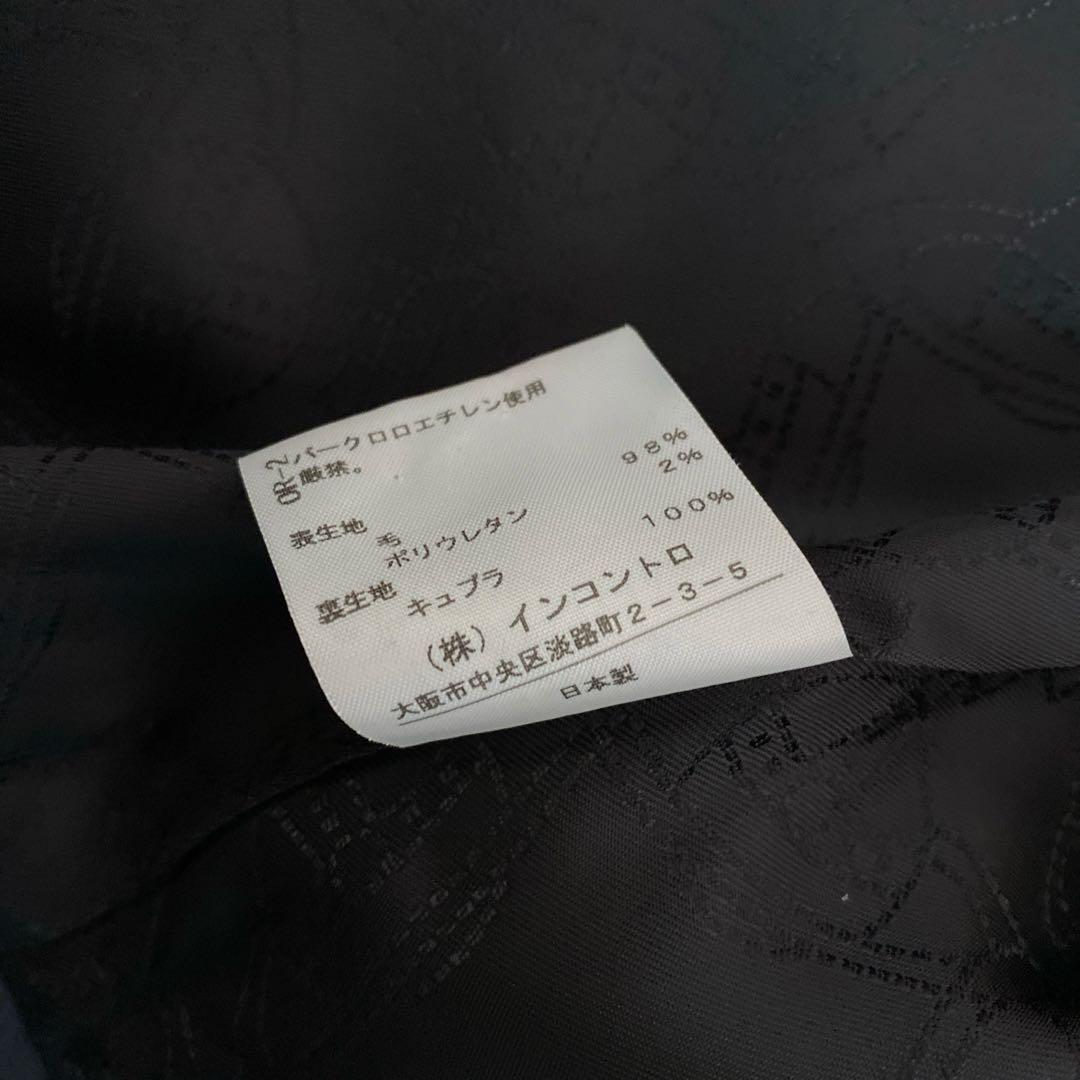 OR-2パークロロエチレン使用
厳禁。
表生地 毛 98%
ポリウレタン 2%
裏生地 キュプラ 100%
(株) インコントロ
大阪市中央区淡路町2-3-5
日本製